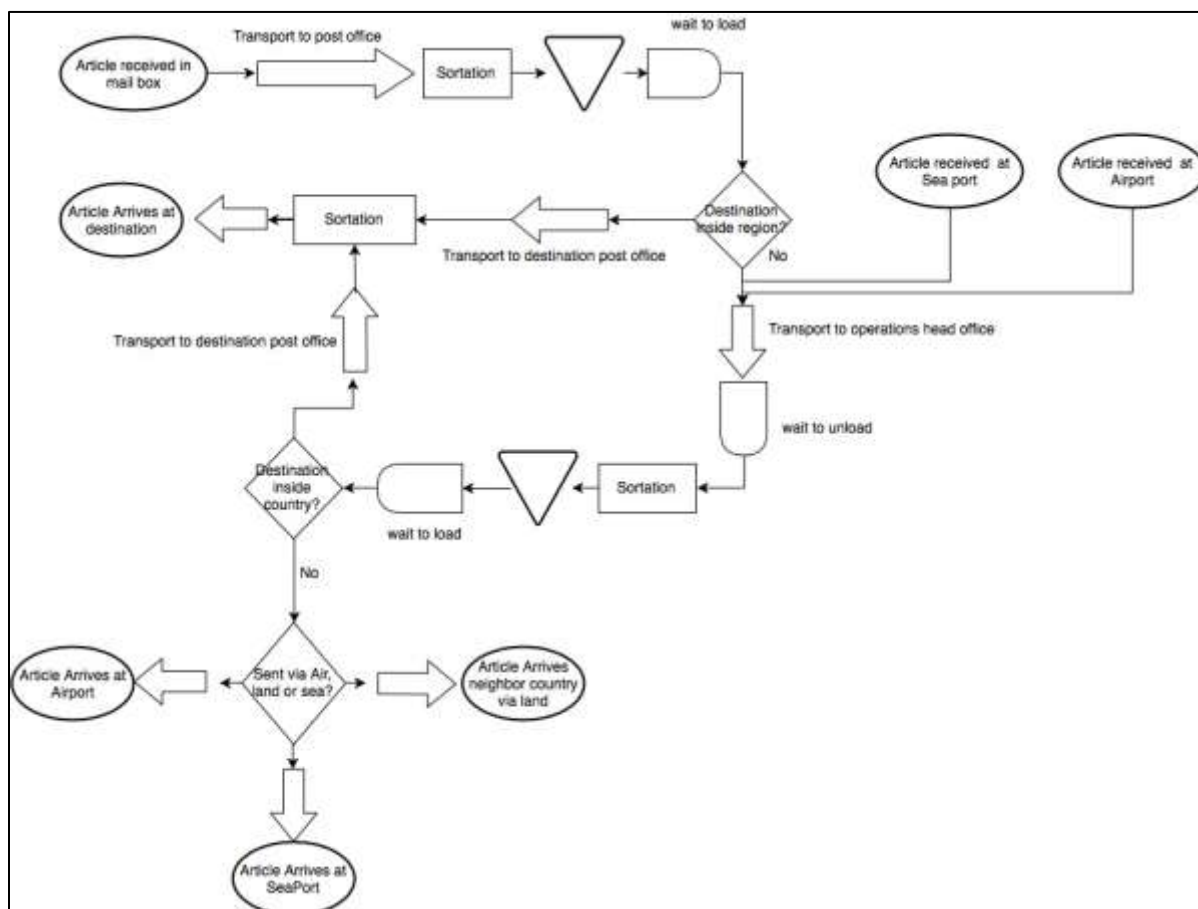 wait to load
Transport to post office
Article received in
mail box
Sortation
Article received at
Sea port
Article received at
Airport
Article Arrives at
destination
Sortation
Destination
inside region?
Transport to destination post office
No
Transport to operations head office
Transport to destination post office
wait to unload
Destination
inside
country?
Sortation
wait to load
No
Article Arrives at
Airport
Sent via Air,
land or sea?
Article Arrives
neighbor country
via land
Article Arrives at
SeaPort